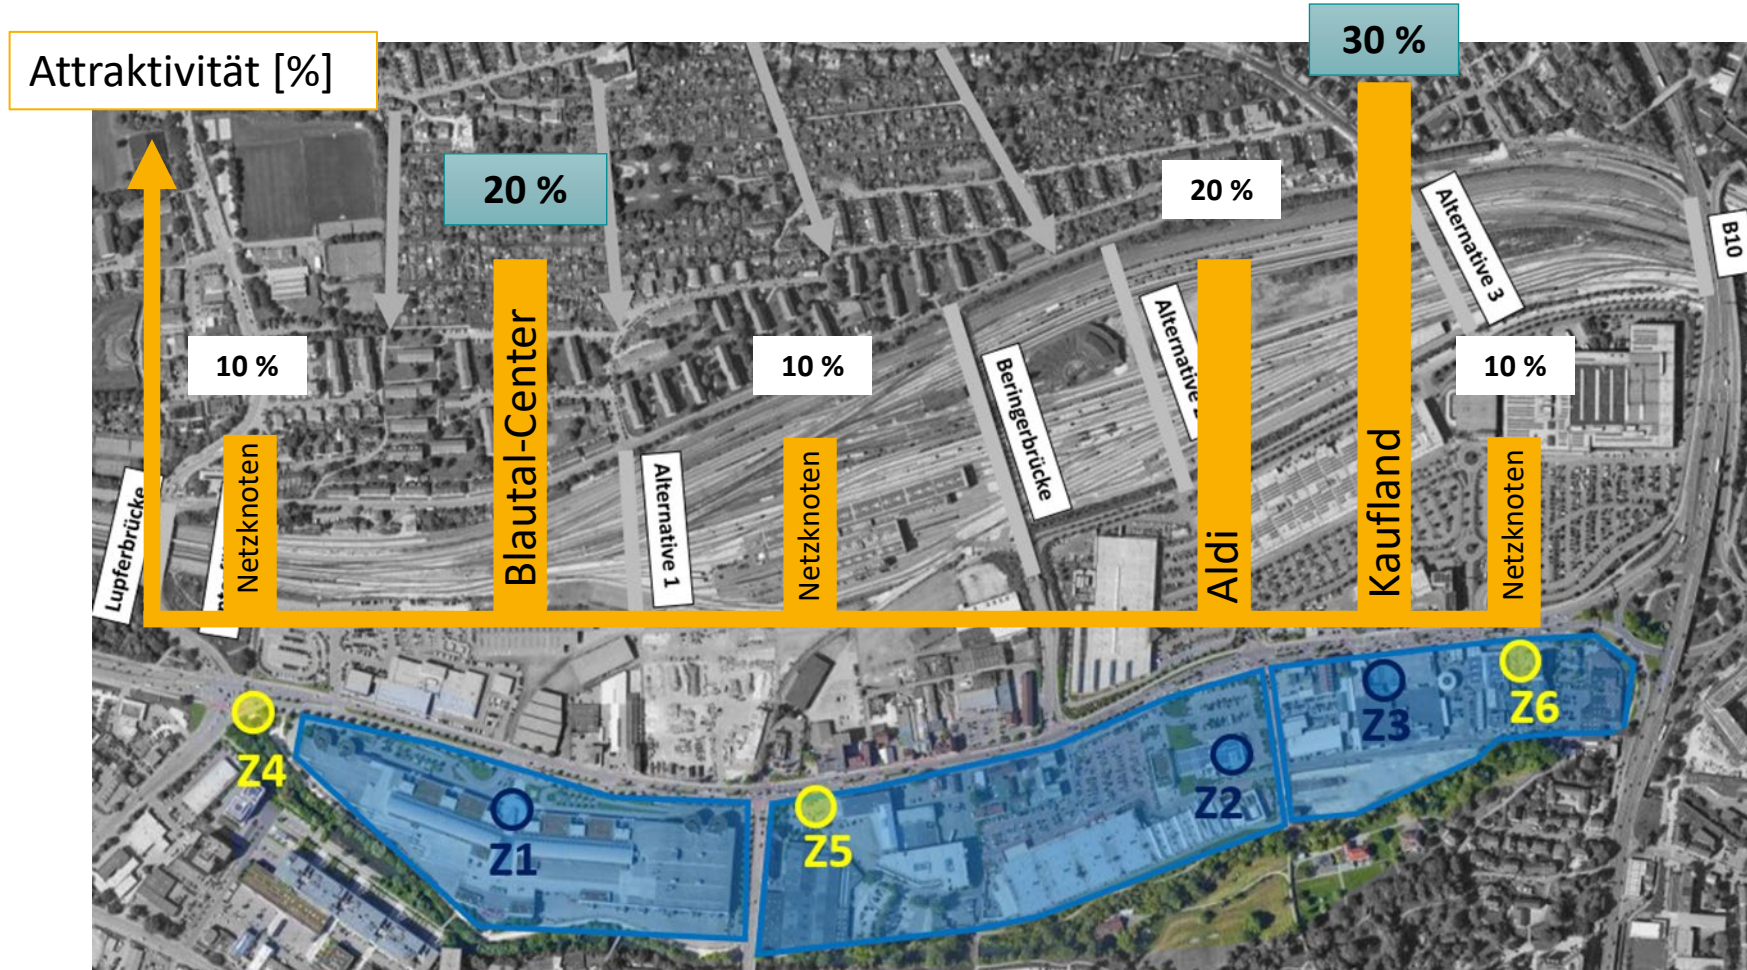 Attraktivität [%]
30 %
20 %
20 %
10 %
10 %
10 %
Alternative 3
B10
Alternative
Beringerbrücke
Alternative 1
Lupferbrücke
Netzknoten
Blautal-Center
Netzknoten
Aldi
Kaufland
Netzknoten
Z4
Z1
Z5
Z2
Z3
Z6